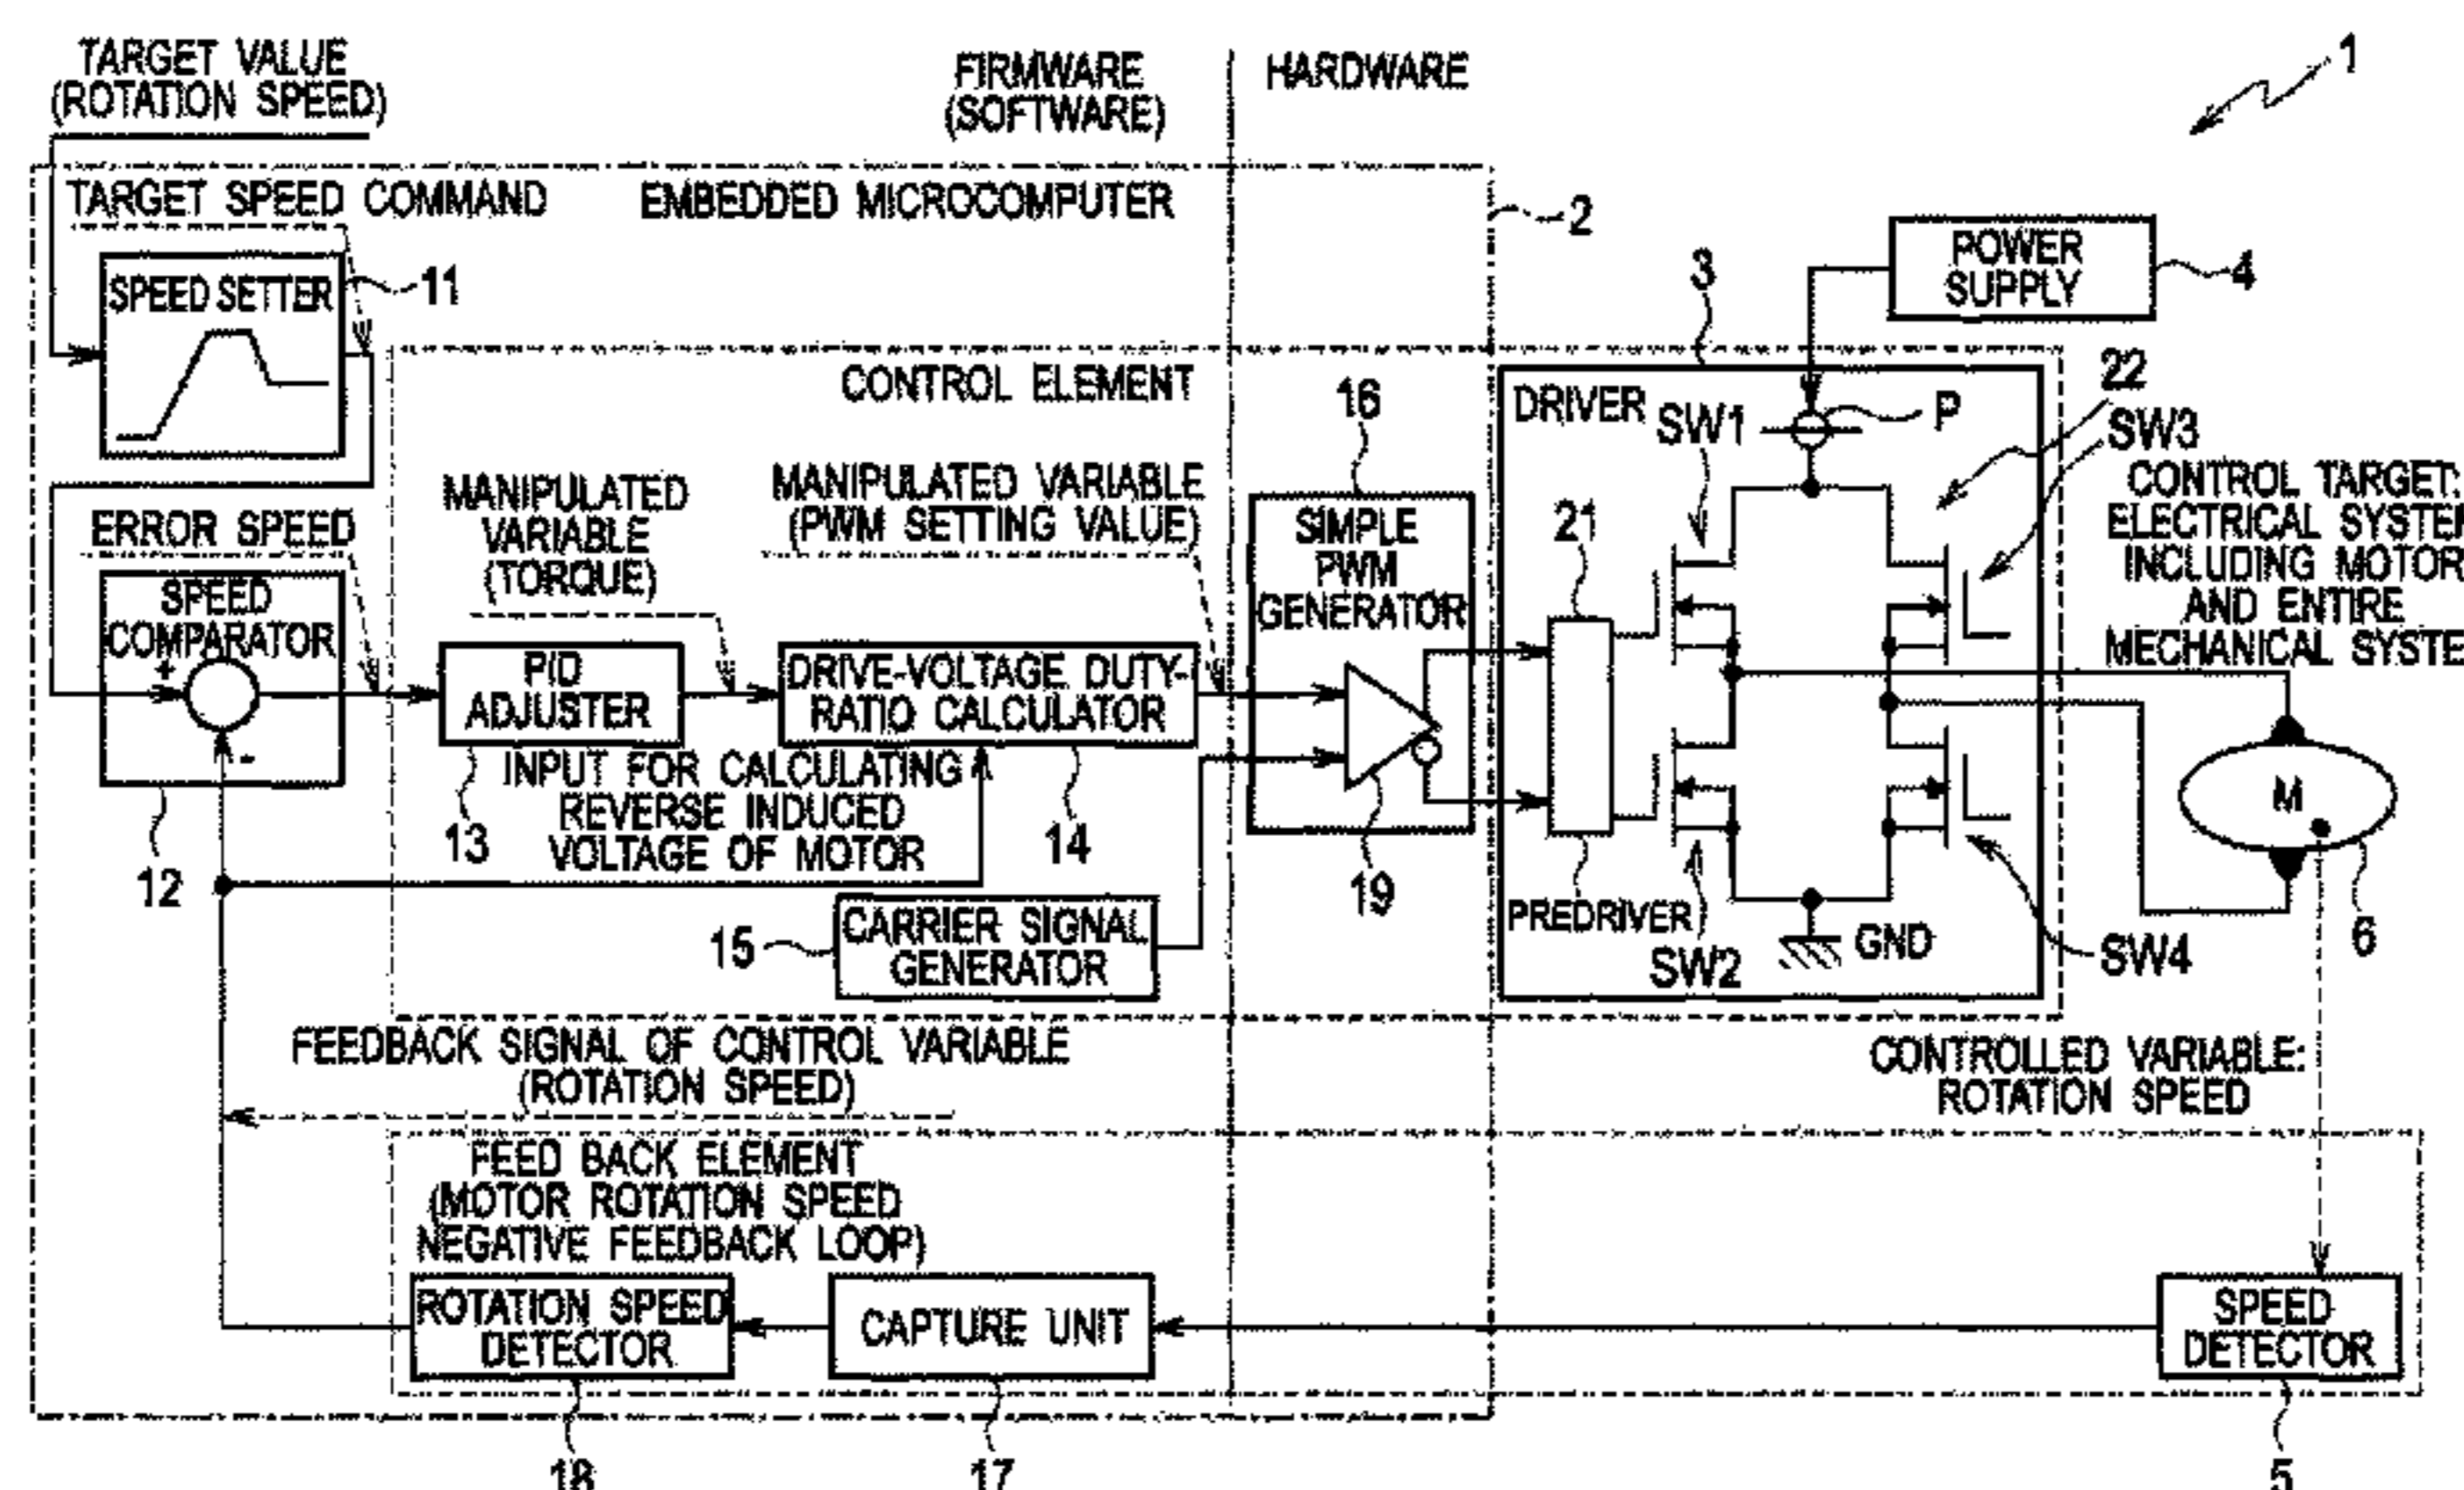 TARGET VALUE
(ROTATION SPEED)
FIRMWARE
(SOFTWARE)
HARDWARE
1
TARGET SPEED COMMAND
EMBEDDED MICROCOMPUTER
2
SPEED SETTER
11
POWER
SUPPLY
4
3
CONTROL ELEMENT
16
DRIVER
SW1
P
22
SW3
ERROR SPEED
MANIPULATED
VARIABLE
(TORQUE)
MANIPULATED VARIABLE
(PWM SETTING VALUE)
SIMPLE
PWM
GENERATOR
21
CONTROL TARGET:
ELECTRICAL SYSTEM
INCLUDING MOTOR
AND ENTIRE
MECHANICAL SYSTE
SPEED
COMPARATOR
+
-
PID
ADJUSTER
DRIVE-VOLTAGE DUTY-
RATIO CALCULATOR
INPUT FOR CALCULATING
REVERSE INDUCED
VOLTAGE OF MOTOR
12
13
14
19
M
6
15
CARRIER SIGNAL
GENERATOR
PREDRIVER
SW2
GND
SW4
FEEDBACK SIGNAL OF CONTROL VARIABLE
(ROTATION SPEED)
CONTROLLED VARIABLE:
ROTATION SPEED
FEED BACK ELEMENT
(MOTOR ROTATION SPEED
NEGATIVE FEEDBACK LOOP)
ROTATION SPEED
DETECTOR
CAPTURE UNIT
SPEED
DETECTOR
18
17
5